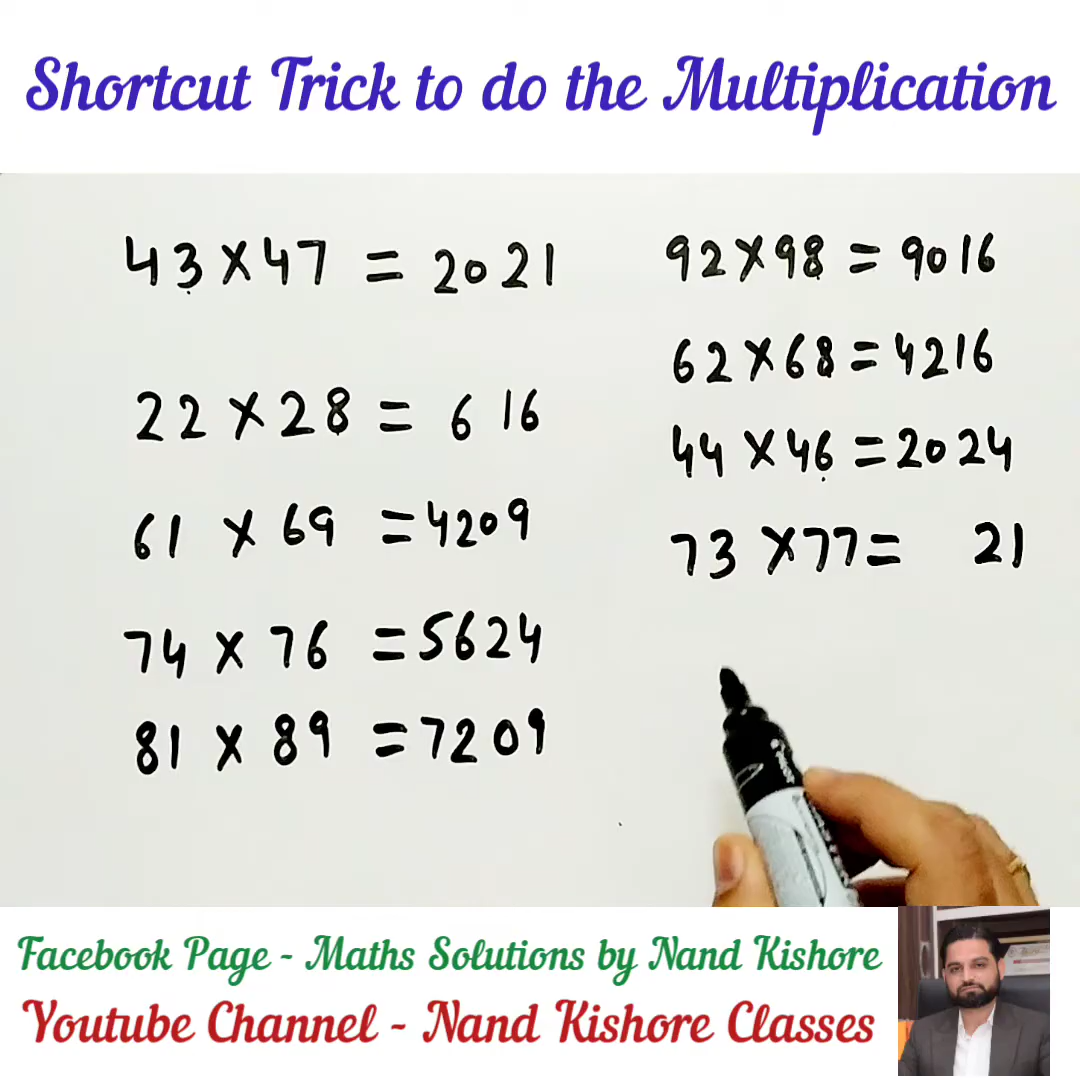 Shortcut Trick to do the Multiplication
43 × 47 = 2021
22 × 28 = 616
61 × 69 = 4209
74 × 76 = 5624
81 × 89 = 7209
92 × 98 = 9016
62 × 68 = 4216
44 × 46 = 2024
73 × 77 = 21
Facebook Page - Maths Solutions by Nand Kishore
Youtube Channel - Nand Kishore Classes